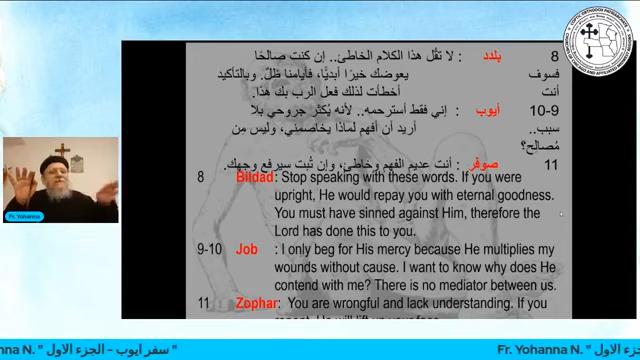 8 بلدد : لا تقُل هذا الكلام الخاطئ.. إن كنت صالحًا
فسوف يعوضك خيرًا أبديًّا، فأيامنا ظلٌ. وبالتأكيد
أنت أخطأت لذلك فعل الرب بك هذا.
10-9 أيوب : إني فقط أسترحمه.. لأنه يُكثر جروحي بلا
سبب.. أريد أن أفهم لماذا يخاصمني، وليس مِن
مُصالِح؟
11 صوفر : أنت عديم الفهم وخاطئ، وإن تُبت سيرفع وجهك.
8 Bildad : Stop speaking with these words. If you were
upright, He would repay you with eternal goodness.
You must have sinned against Him, therefore the
Lord has done this to you.
9-10 Job : I only beg for His mercy because He multiplies my
wounds without cause. I want to know why does He
contend with me? There is no mediator between us.
11 Zophar: You are wrongful and lack understanding. If you
Fr. Yohanna
nna N. " سفر ايوب – الجزء الاول "
Fr. Yohanna N. "